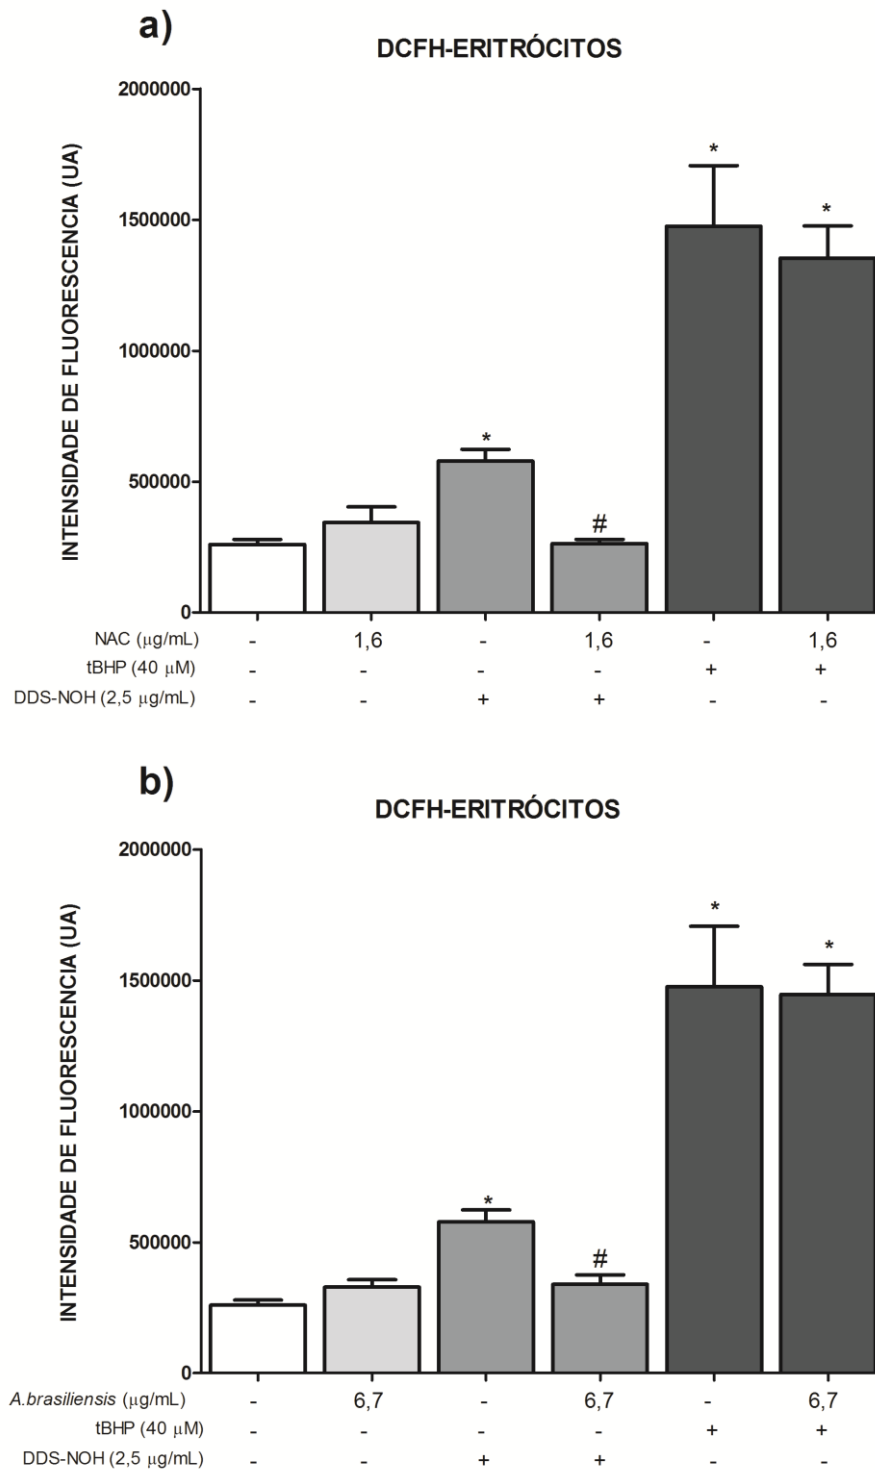 a)
DCFH-ERITRÓCITOS
INTENSIDADE DE FLUORESCENCIA (UA)
2000000
1500000
1000000
500000
0
*
#
*
*
NAC (µg/mL) - 1,6 - 1,6 - 1,6
tBHP (40 µM) - - - - + +
DDS-NOH (2,5 µg/mL) - - + + - -
b)
DCFH-ERITRÓCITOS
INTENSIDADE DE FLUORESCENCIA (UA)
2000000
1500000
1000000
500000
0
*
#
*
*
A.brasiliensis (µg/mL) - 6,7 - 6,7 - 6,7
tBHP (40 µM) - - - - + +
DDS-NOH (2,5 µg/mL) - - + + - -